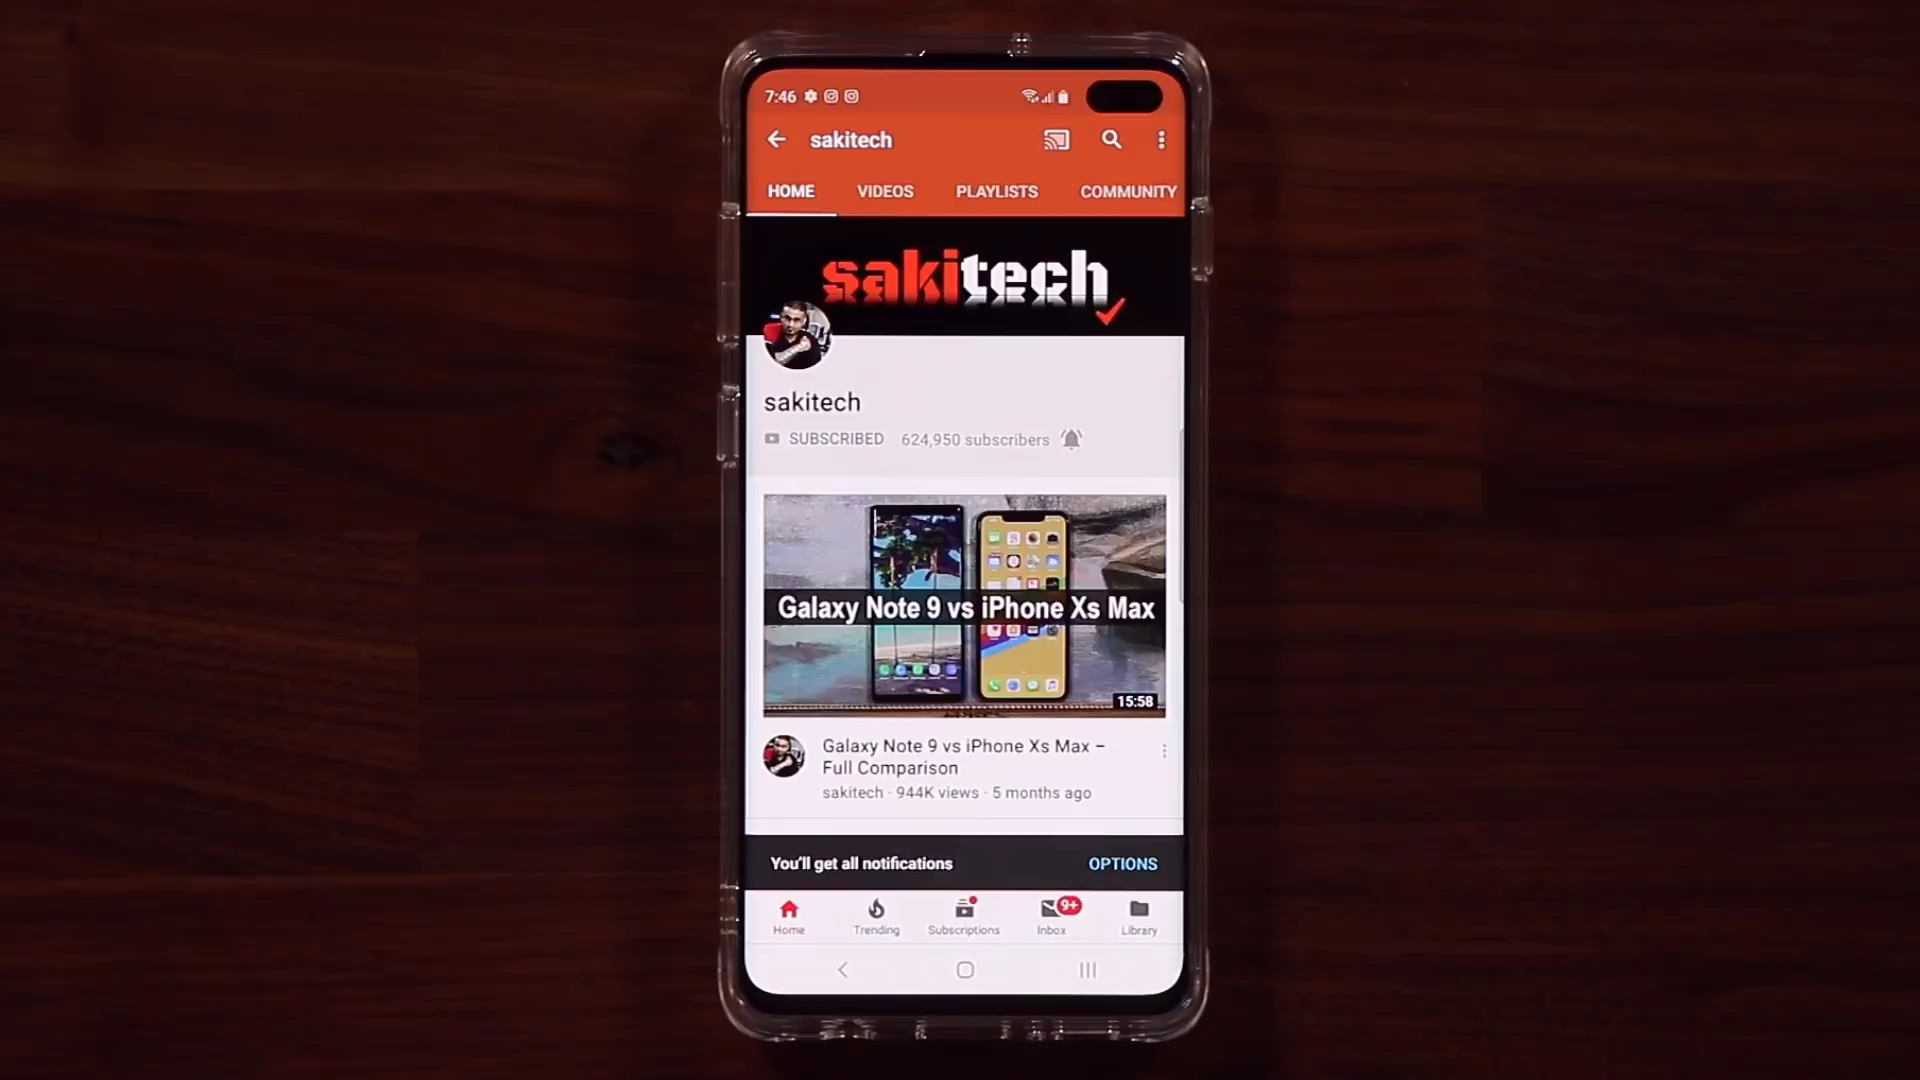 7:46
sakitech
HOME VIDEOS PLAYLISTS COMMUNITY
sakitech
sakitech
SUBSCRIBED 624,950 subscribers
Galaxy Note 9 vs iPhone Xs Max
15:58
Galaxy Note 9 vs iPhone Xs Max –
Full Comparison
sakitech · 944K views · 5 months ago
You'll get all notifications OPTIONS
9+
Home Trending Subscriptions Inbox Library